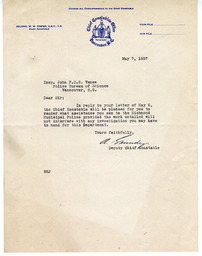 May 7, 1937
Insp. John F.C.B. Vance
Police Bureau of Science
Vancouver, B.C.
Dear Sir:
In reply to your letter of May 6,
the Chief Constable will be pleased for you to
render what assistance you can to the Richmond
Municipal Police provided the work entailed will
not interfere with any investigation you may have
to make for this Department.
Yours faithfully,
Deputy Chief Constable